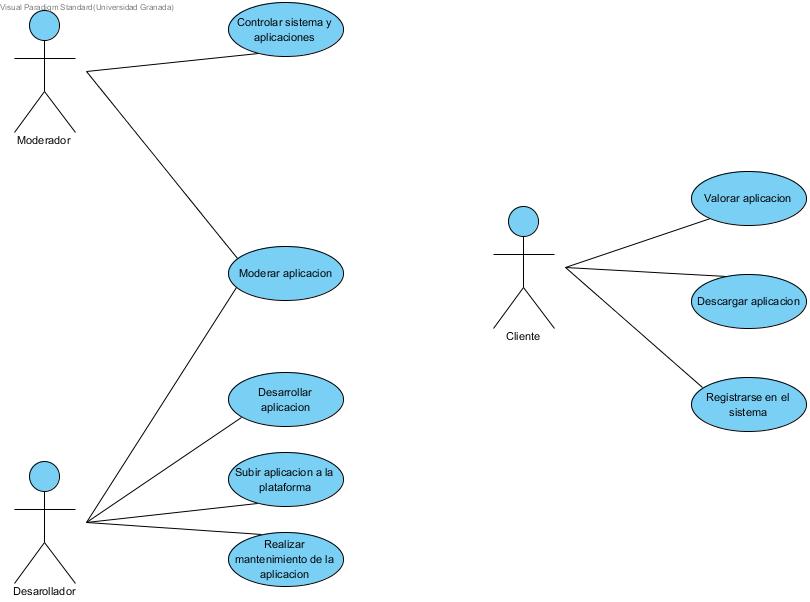 Visual Paradigm Standard(Universidad Granada)
Controlar sistema y
aplicaciones
Moderador
Valorar aplicacion
Moderar aplicacion
Descargar aplicacion
Cliente
Desarrollar
aplicacion
Registrarse en el
sistema
Subir aplicacion a la
plataforma
Realizar
mantenimiento de la
aplicacion
Desarollador